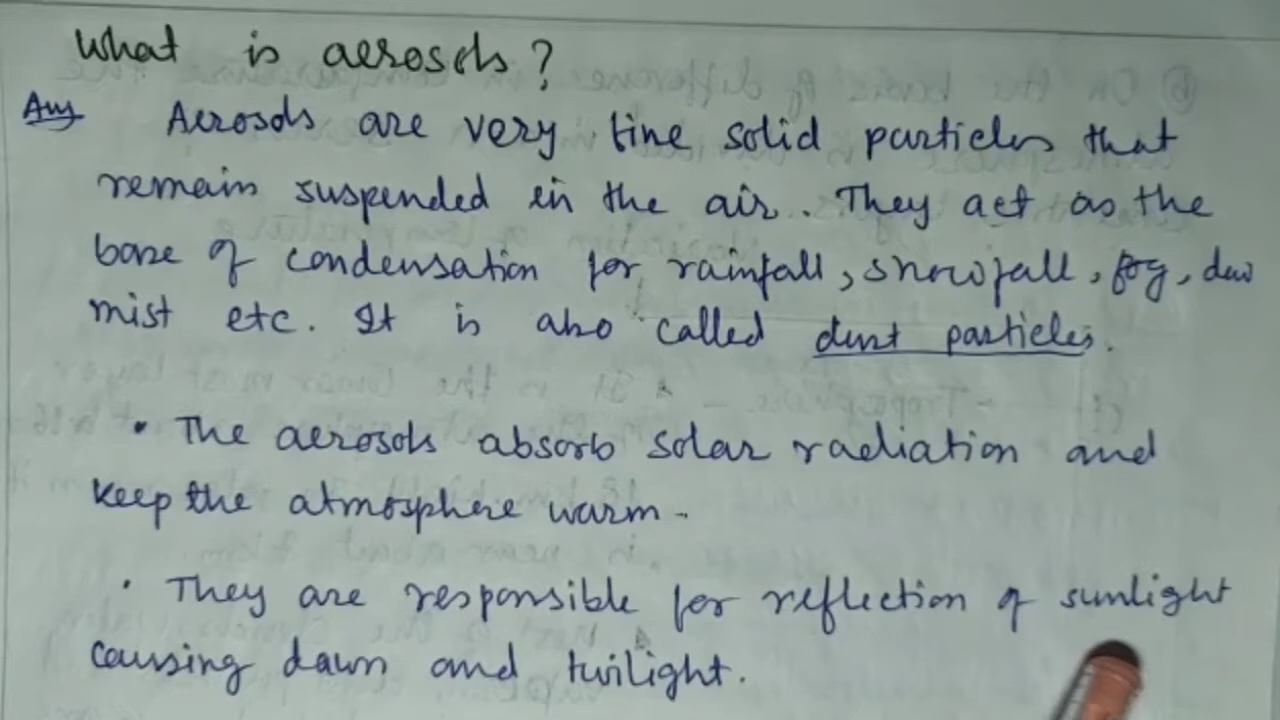 What is aerosols?
Ans Aerosols are very fine solid particles that
remain suspended in the air. They act as the
base of condensation for rainfall, snowfall, fog, dew
mist etc. It is also called dust particles.
• The aerosols absorb solar radiation and
keep the atmosphere warm.
• They are responsible for reflection of sunlight
causing dawn and twilight.